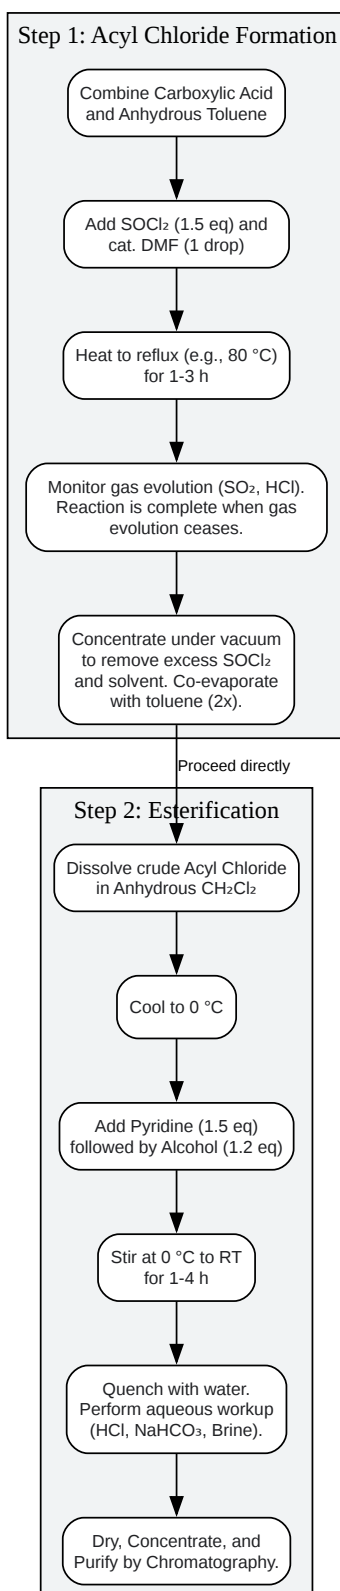 Step 1: Acyl Chloride Formation
Combine Carboxylic Acid
and Anhydrous Toluene
Add SOCl₂ (1.5 eq) and
cat. DMF (1 drop)
Heat to reflux (e.g., 80 °C)
for 1-3 h
Monitor gas evolution (SO₂, HCl).
Reaction is complete when gas
evolution ceases.
Concentrate under vacuum
to remove excess SOCl₂
and solvent. Co-evaporate
with toluene (2x).
Proceed directly
Step 2: Esterification
Dissolve crude Acyl Chloride
in Anhydrous CH₂Cl₂
Cool to 0 °C
Add Pyridine (1.5 eq)
followed by Alcohol (1.2 eq)
Stir at 0 °C to RT
for 1-4 h
Quench with water.
Perform aqueous workup
(HCl, NaHCO₃, Brine).
Dry, Concentrate, and
Purify by Chromatography.